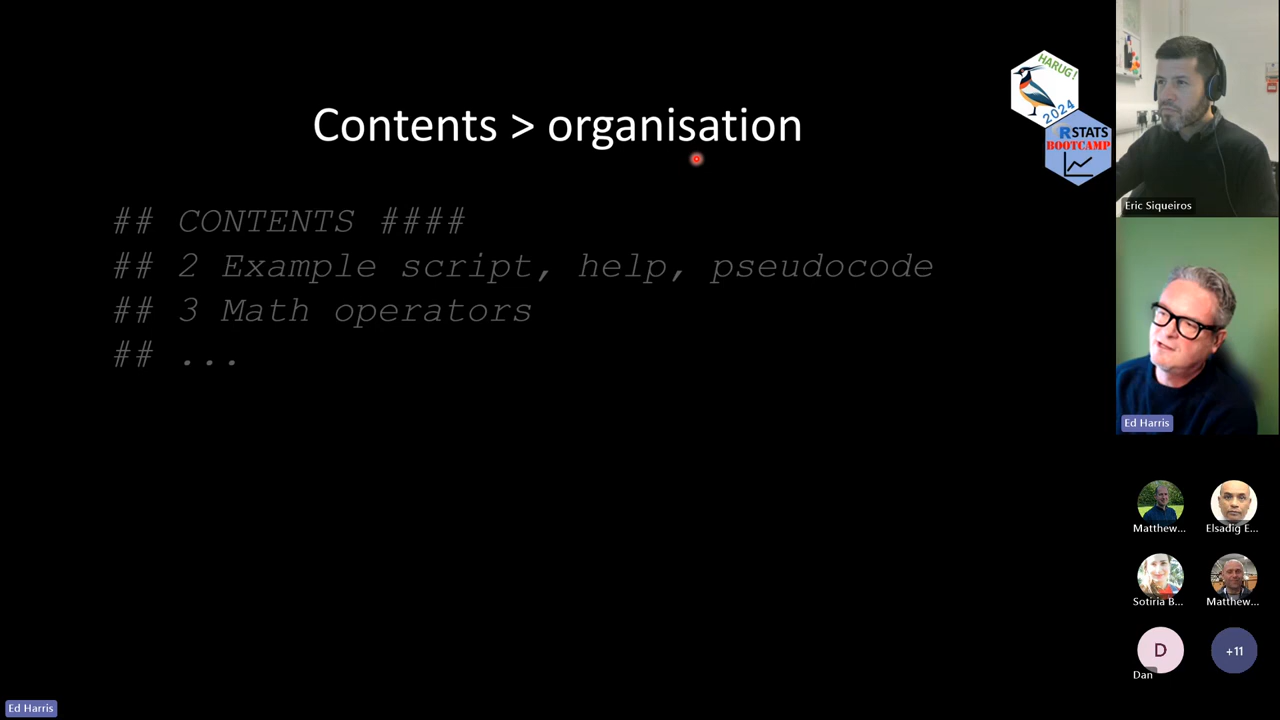 Contents > organisation
HARUG!
2024
RSTATS
BOOTCAMP
## CONTENTS ####
## 2 Example script, help, pseudocode
## 3 Math operators
## ...
Eric Siqueiros
Ed Harris
Matthew...
Elsadig E...
Sotiria B...
Matthew...
D
Dan
+11
Ed Harris